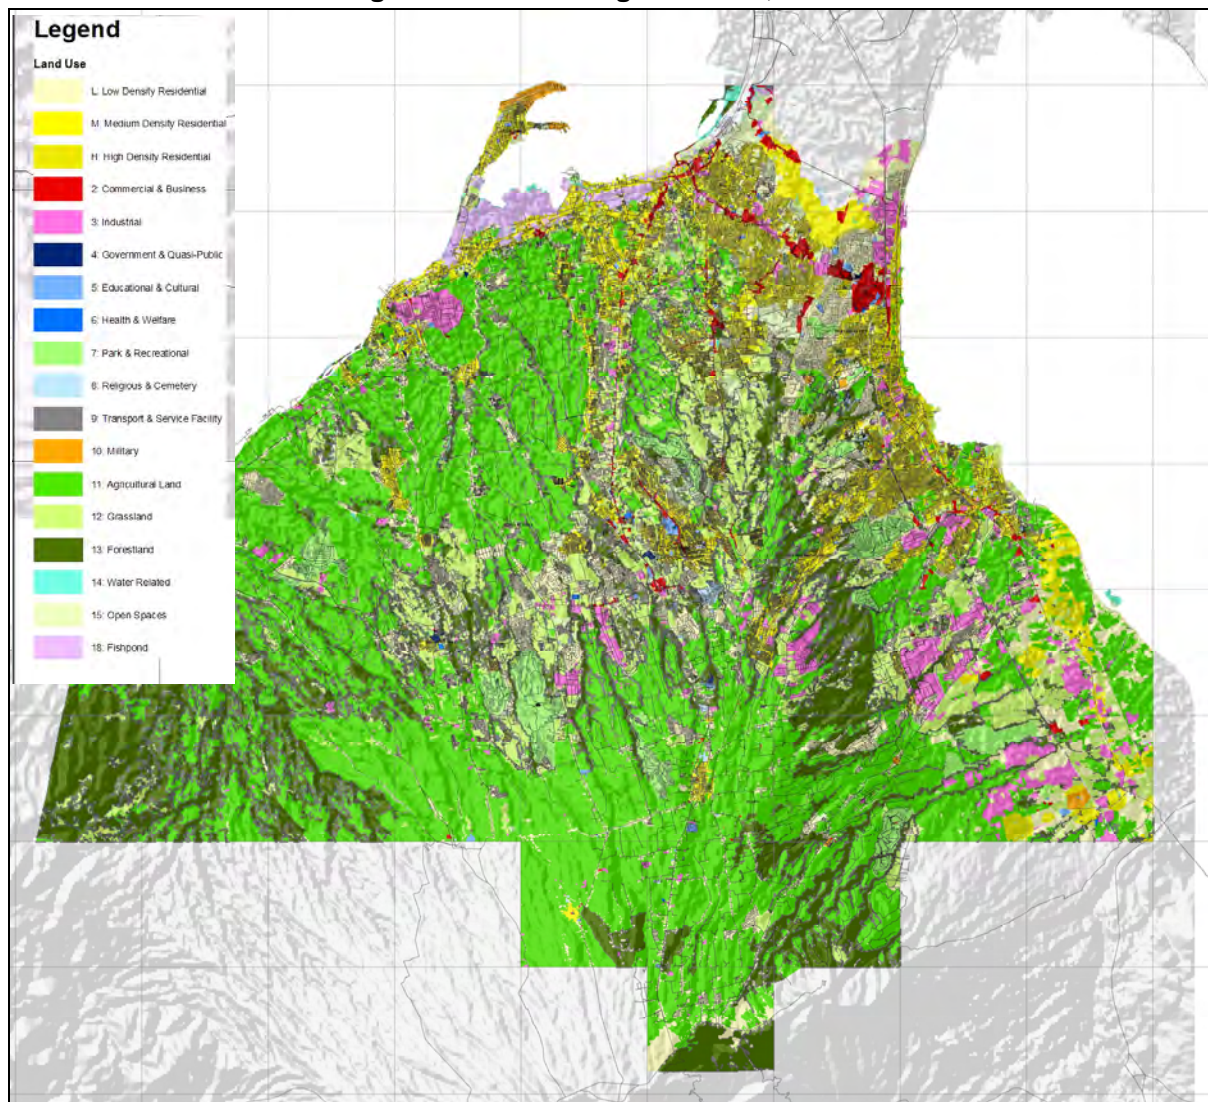 Legend
Land Use
L: Low Density Residential
M: Medium Density Residential
H: High Density Residential
2: Commercial & Business
3: Industrial
4: Government & Quasi-Public
5: Educational & Cultural
6: Health & Welfare
7: Park & Recreational
8: Religious & Cemetery
9: Transport & Service Facility
10: Military
11: Agricultural Land
12: Grassland
13: Forestland
14: Water Related
15: Open Spaces
18: Fishpond